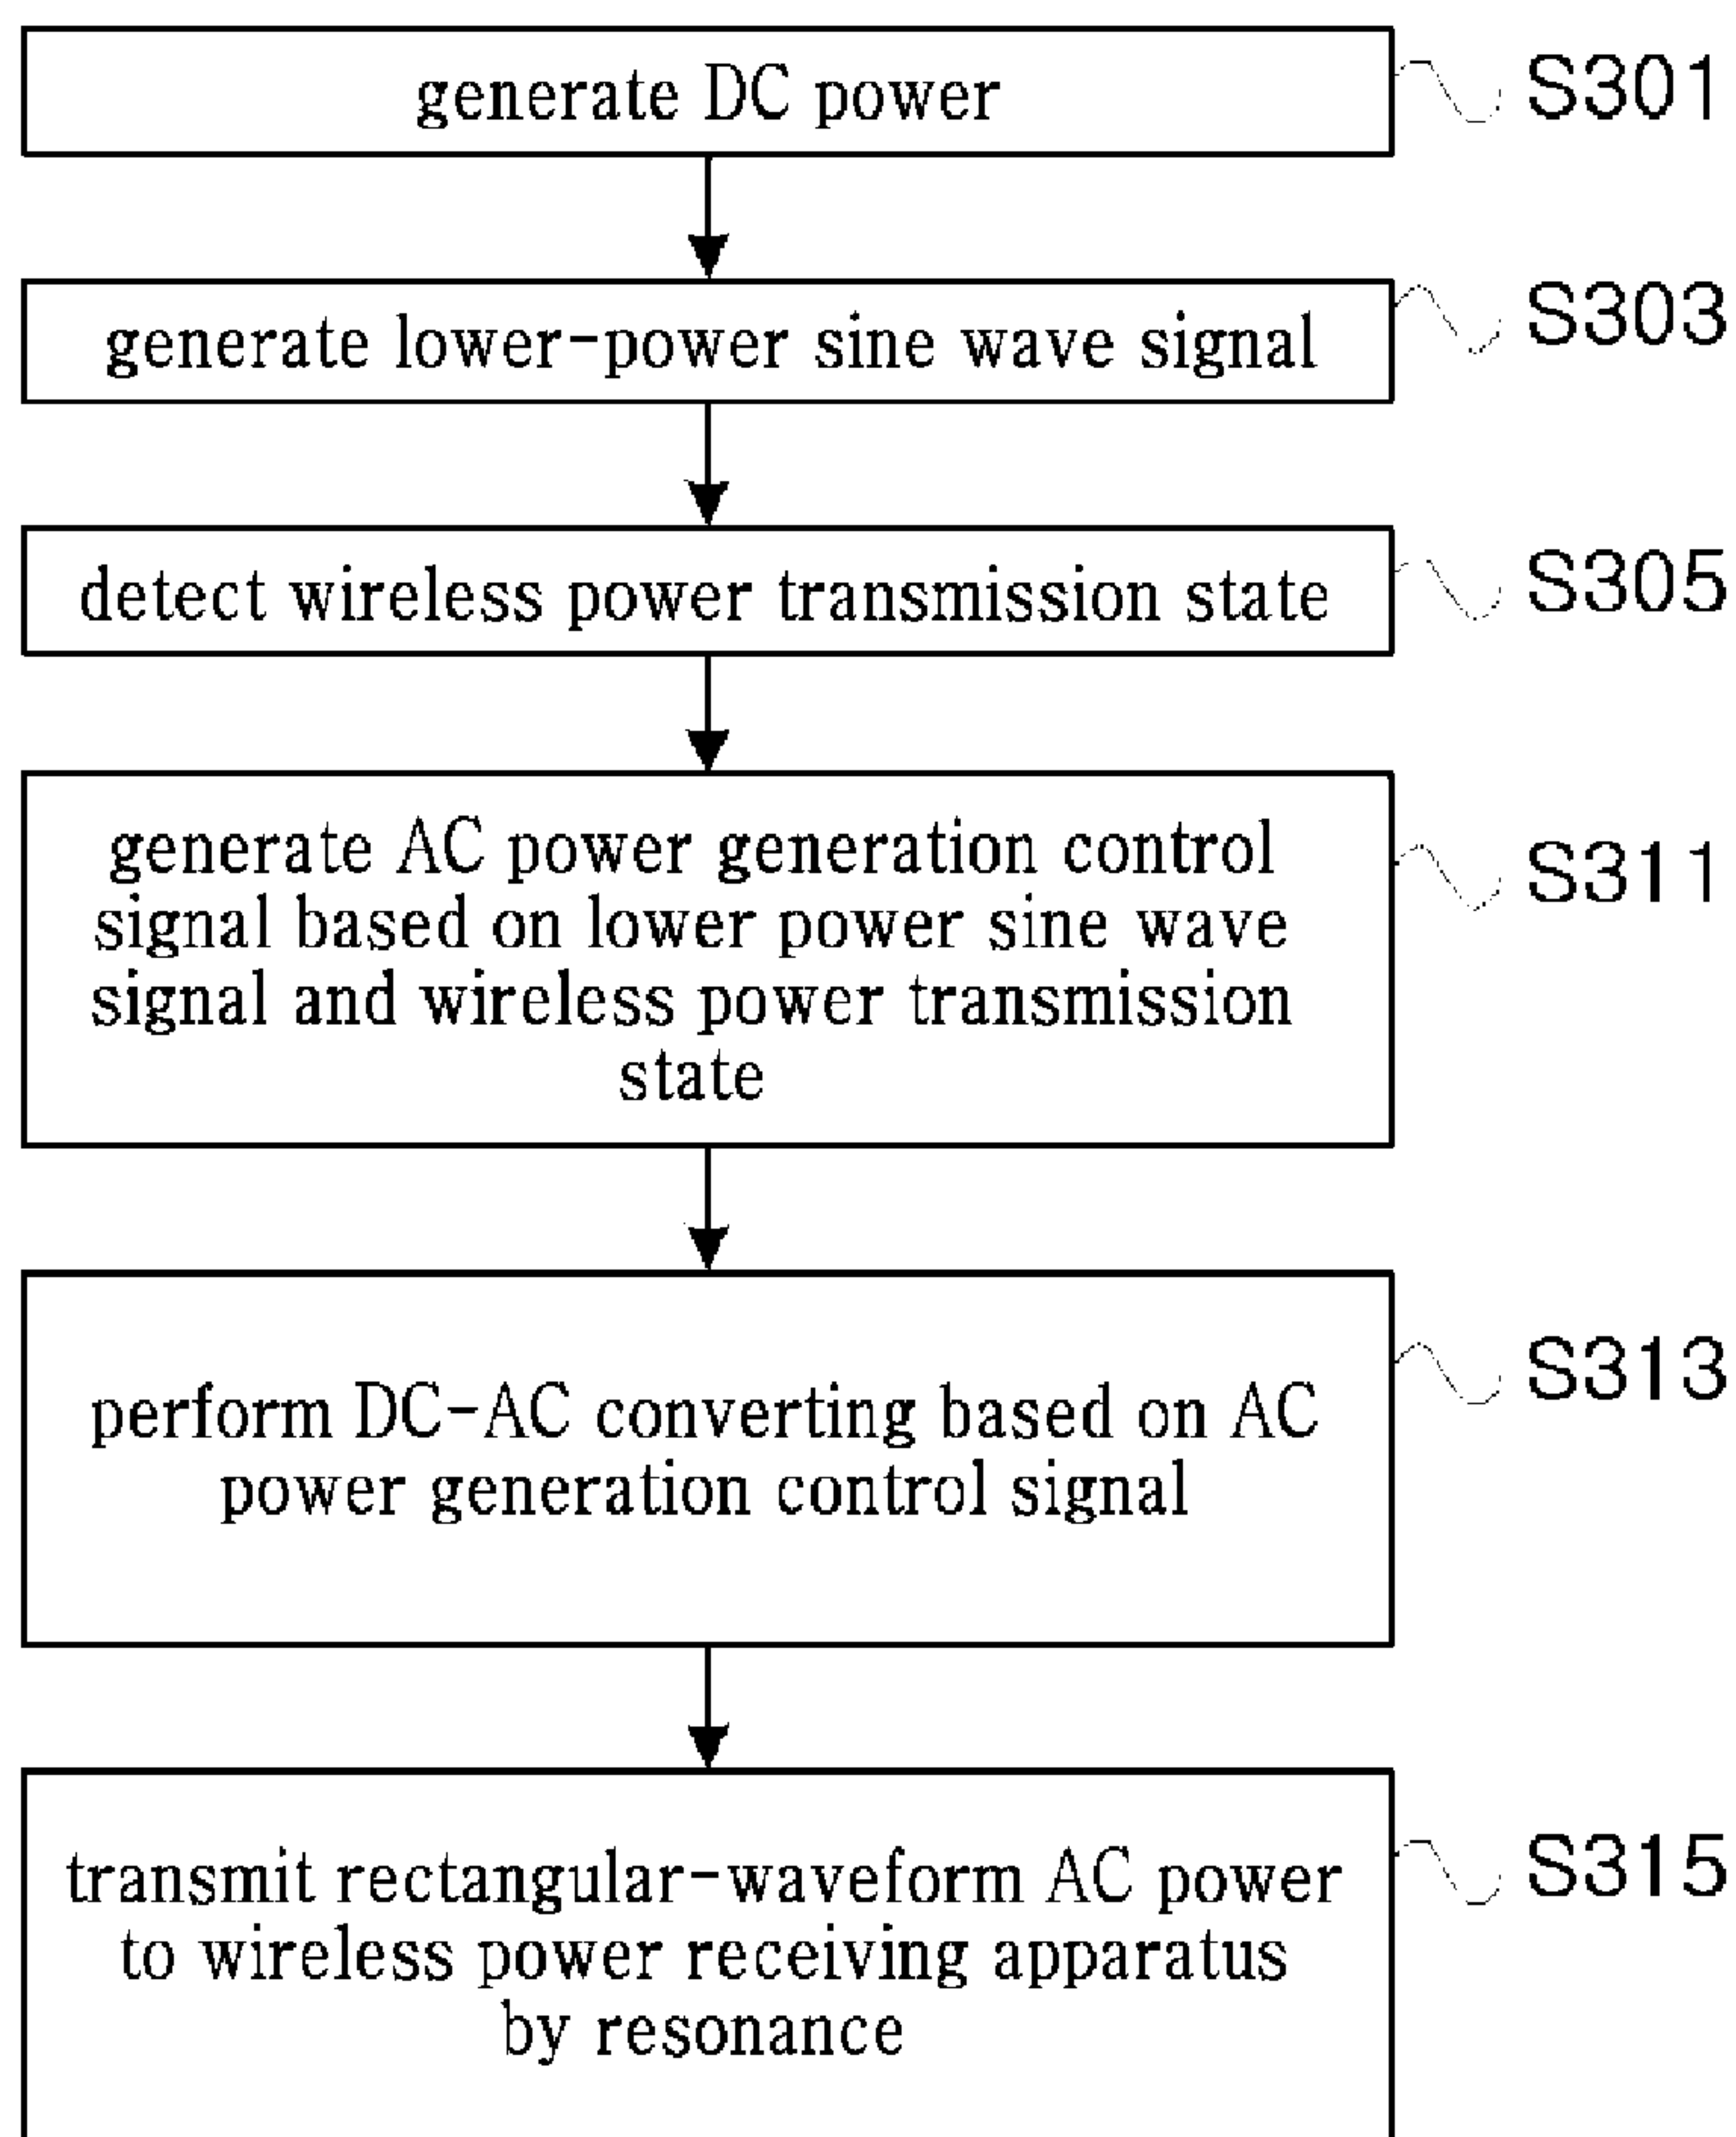 generate DC power
S301
generate lower-power sine wave signal
S303
detect wireless power transmission state
S305
generate AC power generation control
signal based on lower power sine wave
signal and wireless power transmission
state
S311
perform DC-AC converting based on AC
power generation control signal
S313
transmit rectangular-waveform AC power
to wireless power receiving apparatus
by resonance
S315